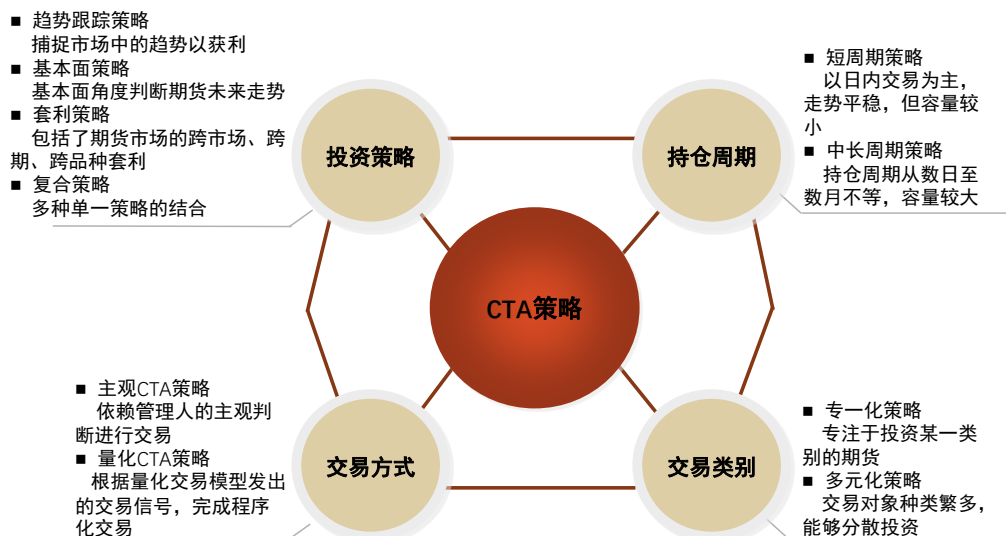 ■ 趋势跟踪策略
捕捉市场中的趋势以获利
■ 基本面策略
基本面角度判断期货未来走势
■ 套利策略
包括了期货市场的跨市场、跨
期、跨品种套利
■ 复合策略
多种单一策略的结合
投资策略
持仓周期
■ 短周期策略
以日内交易为主，
走势平稳，但容量较
小
■ 中长周期策略
持仓周期从数日至
数月不等，容量较大
CTA策略
■ 主观CTA策略
依赖管理人的主观判
断进行交易
■ 量化CTA策略
根据量化交易模型发出
的交易信号，完成程序
化交易
交易方式
交易类别
■ 专一化策略
专注于投资某一类
别的期货
■ 多元化策略
交易对象种类繁多，
能够分散投资